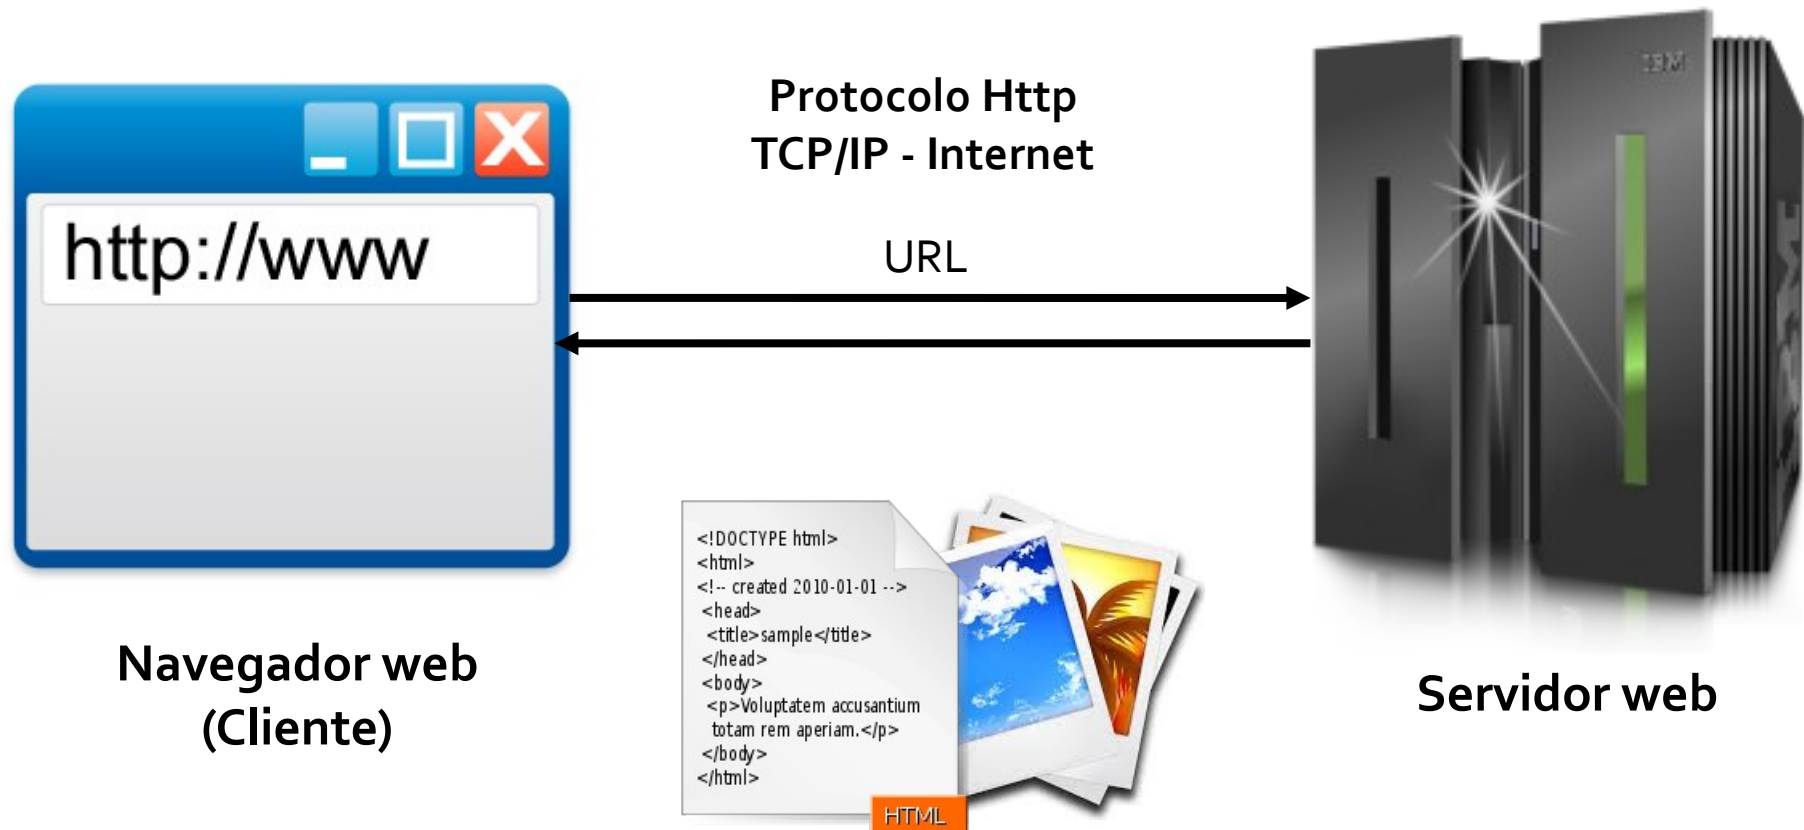 Protocolo Http
TCP/IP - Internet
IBM
http://www
URL
<!DOCTYPE html>
<html>
<!-- created 2010-01-01 -->
<head>
<title>sample</title>
</head>
<body>
<p>Voluptatem accusantium
totam rem aperiam.</p>
</body>
</html>
HTML
Navegador web
(Cliente)
Servidor web